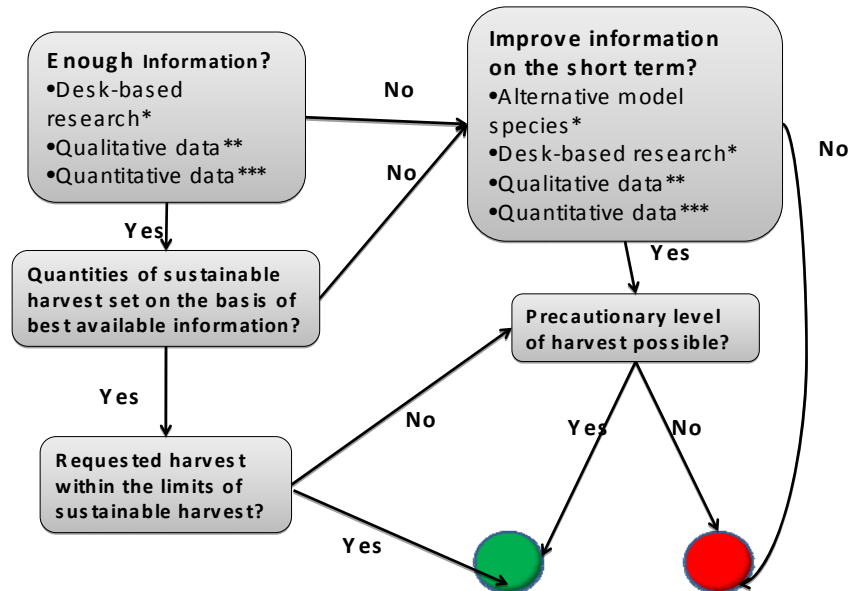 Enough Information?
•Desk-based
research*
•Qualitative data**
•Quantitative data***
No
Improve information
on the short term?
•Alternative model
species*
•Desk-based research*
•Qualitative data**
•Quantitative data***
No
No
Yes
Quantities of sustainable
harvest set on the basis of
best available information?
Yes
Precautionary level
of harvest possible?
Yes
No
Yes
No
Requested harvest
within the limits of
sustainable harvest?
Yes